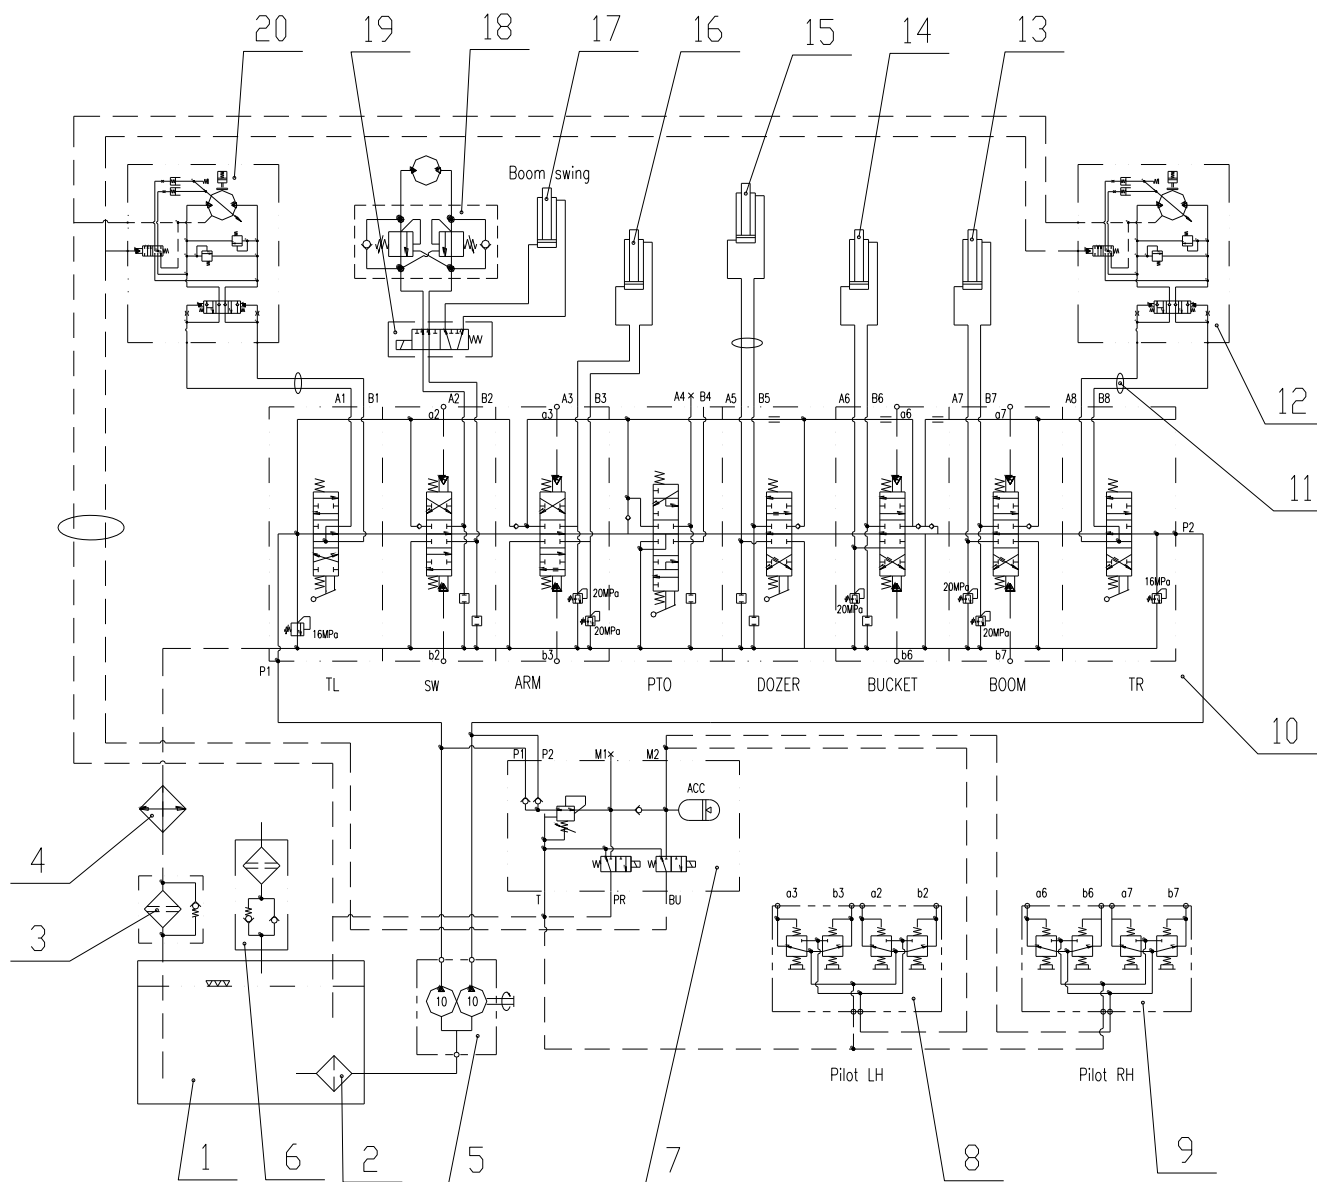 20 19 18 17 16 15 14 13
Boom swing
12
A1 B1 A2 B2 A3 B3 A4 B4 A5 B5 A6 B6 A7 B7 A8 B8
a2 a3 a6 a7
11
P2
20MPa 20MPa 20MPa 16MPa
20MPa 20MPa
16MPa
b2 b3 b6 b7
P1
TL SW ARM PTO DOZER BUCKET BOOM TR
10
P1 P2 M1 M2
ACC
4
T PR BU
7
a3 b3 a2 b2 a6 b6 a7 b7
3
10 10
Pilot LH Pilot RH
1 6 2 5 7 8 9